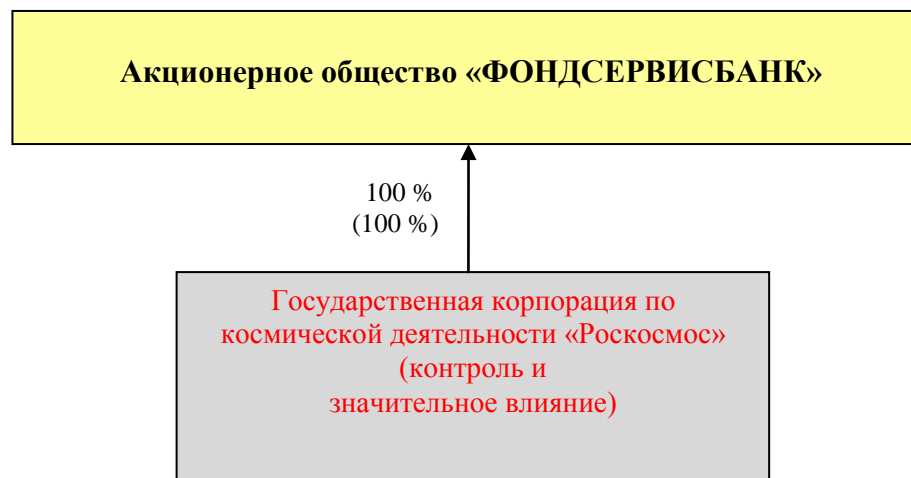 Акционерное общество «ФОНДСЕРВИСБАНК»
100 %
(100 %)
Государственная корпорация по
космической деятельности «Роскосмос»
(контроль и
значительное влияние)